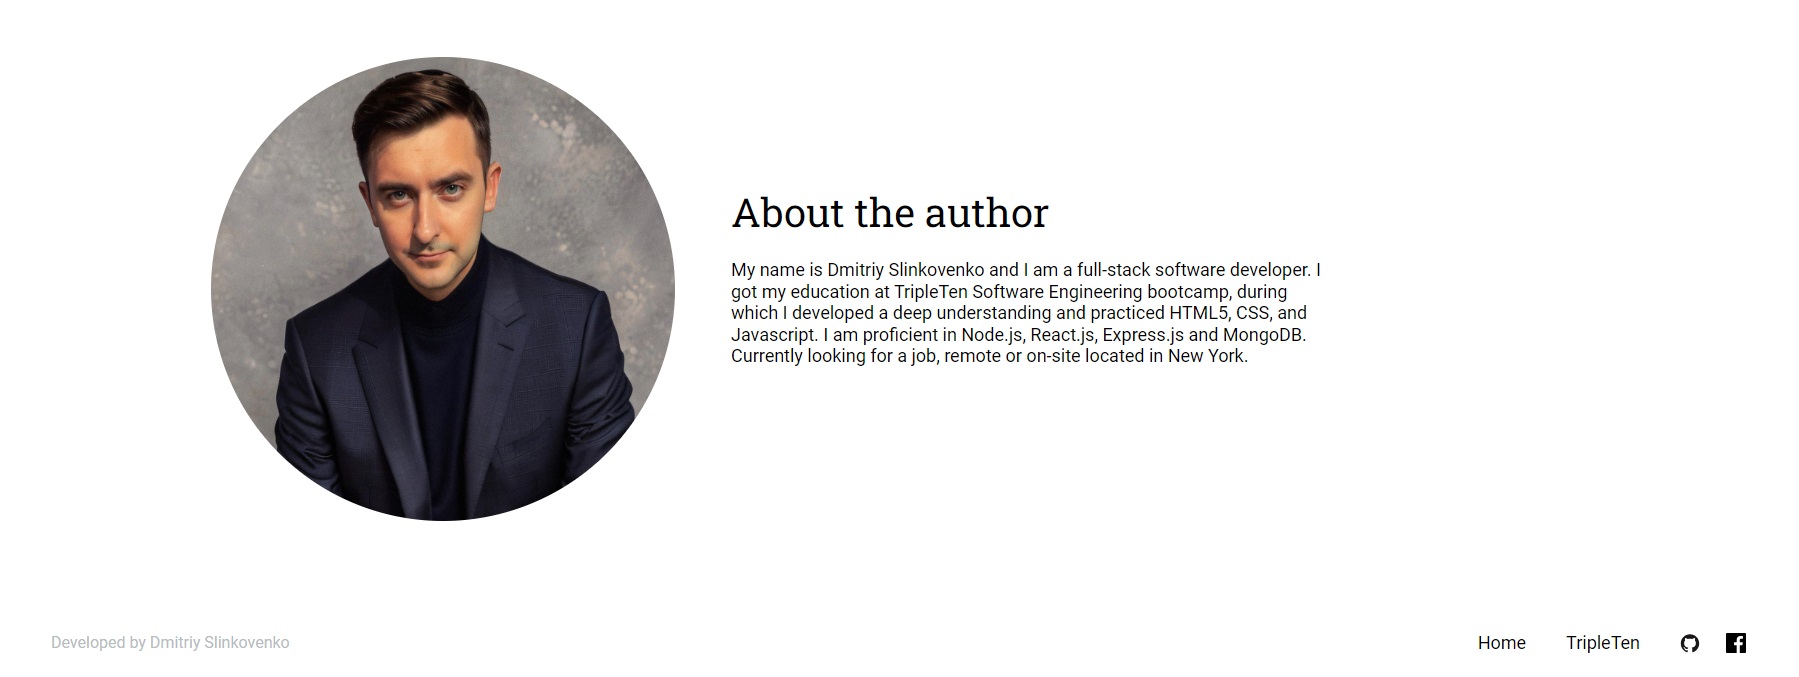 About the author
My name is Dmitriy Slinkovenko and I am a full-stack software developer. I
got my education at TripleTen Software Engineering bootcamp, during
which I developed a deep understanding and practiced HTML5, CSS, and
Javascript. I am proficient in Node.js, React.js, Express.js and MongoDB.
Currently looking for a job, remote or on-site located in New York.
Developed by Dmitriy Slinkovenko
Home
TripleTen